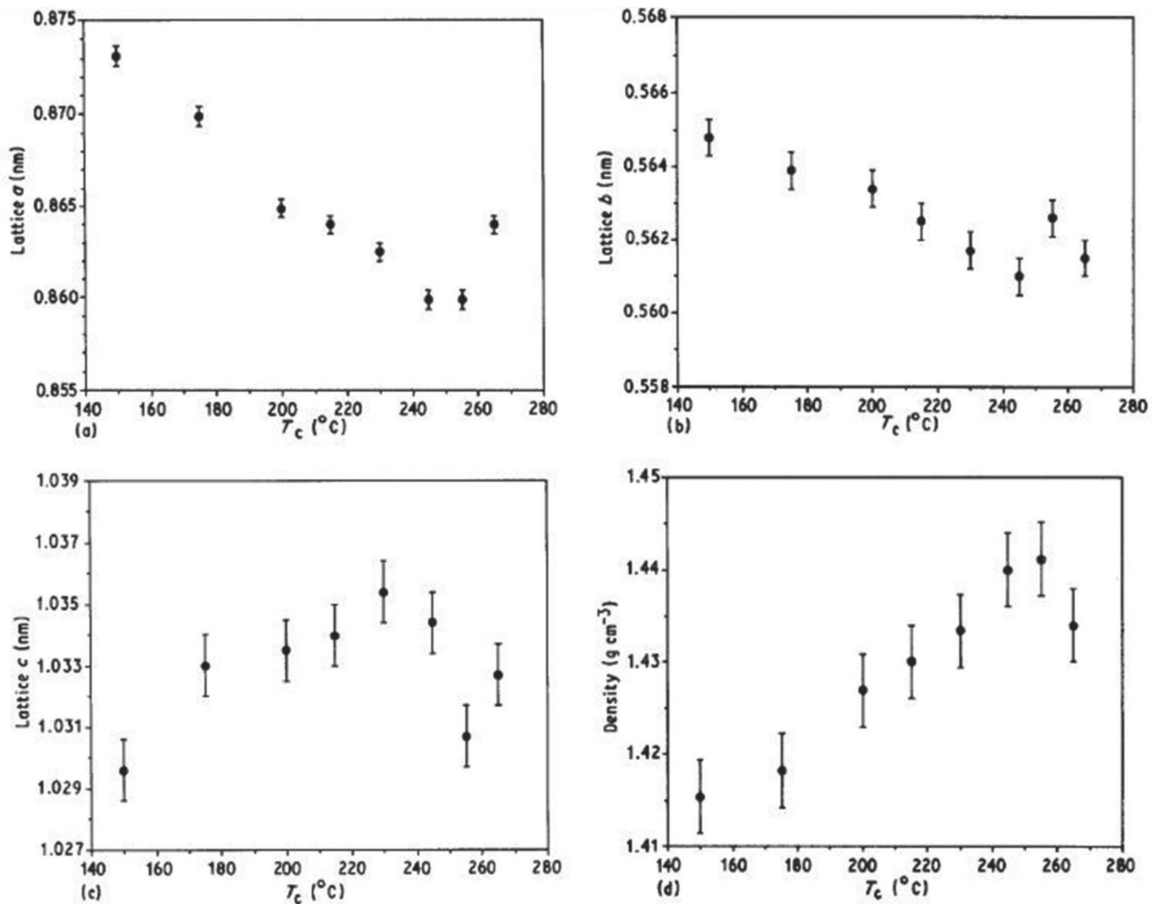 0.875
0.870
0.865
0.860
0.855
Lattice a (nm)
140 160 200 220 240 260 280
(a)
Tc (°C)
0.568
0.566
0.564
0.562
0.560
0.558
Lattice b (nm)
140 160 200 220 240 260 280
(b)
Tc (°C)
1.039
1.037
1.035
1.033
1.031
1.029
1.027
Lattice c (nm)
140 160 180 200 220 240 260 280
(c)
Tc (°C)
1.45
1.44
1.43
1.42
1.41
Density (g cm⁻³)
140 160 180 200 220 240 260 280
(d)
Tc (°C)